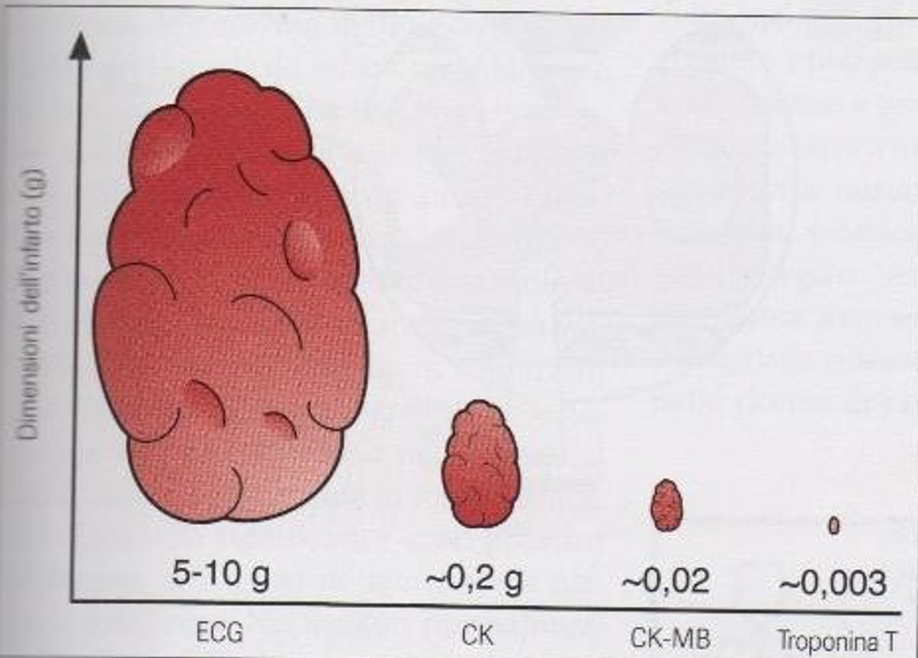 Dimensioni dell'infarto (g)
5-10 g
~0,2 g
~0,02
~0,003
ECG
CK
CK-MB
Troponina T